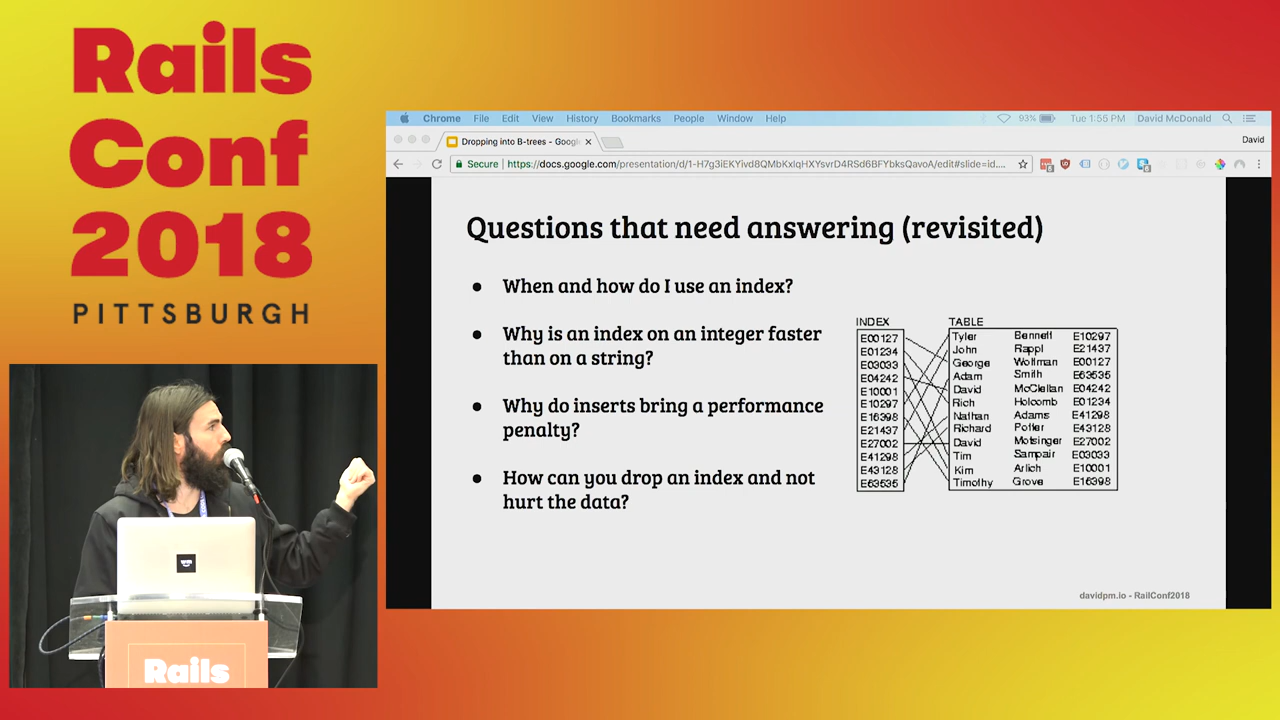 Rails
Conf
2018
PITTSBURGH
Chrome File Edit View History Bookmarks People Window Help 93% Tue 1:55 PM David McDonald
Dropping into B-trees - Googl
David
Secure https://docs.google.com/presentation/d/1-H7g3iEKYivd8QMbKxlqHXYsvrD4RSd6BFYbksQavoA/edit#slide=id....
Questions that need answering (revisited)
● When and how do I use an index?
● Why is an index on an integer faster
than on a string?
● Why do inserts bring a performance
penalty?
● How can you drop an index and not
hurt the data?
INDEX TABLE
E00127 Tyler Bennett E10297
E01234 John Rappl E21437
E03033 George Woltman E00127
E04242 Adam Smith E63535
E10001 David McClellan E04242
E10297 Rich Holcomb E01234
E16398 Nathan Adams E41298
E21437 Richard Potter E43128
E27002 David Motsinger E27002
E41298 Tim Sampair E03033
E43128 Kim Arlich E10001
E63535 Timothy Grove E16398
davidpm.io - RailConf2018
Rails